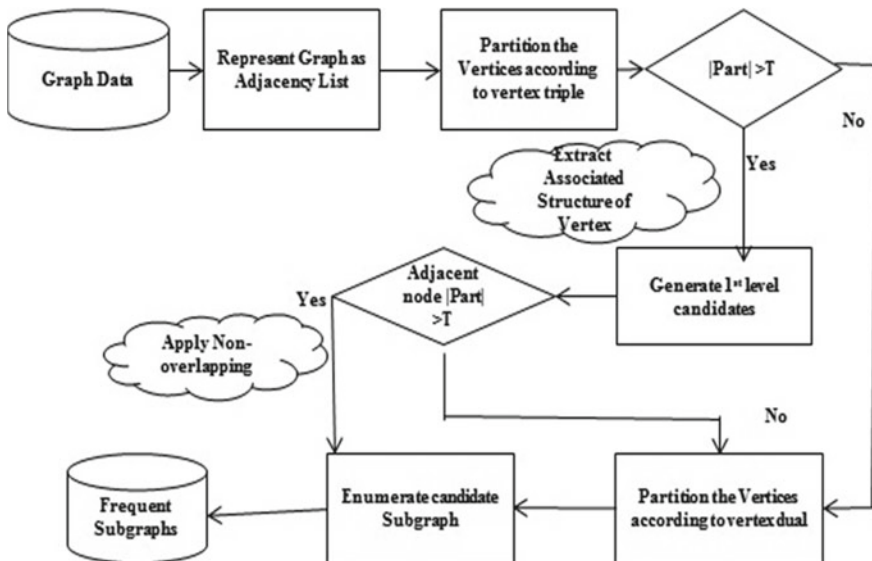 Graph Data
Represent Graph as
Adjacency List
Partition the
Vertices according
to vertex triple
|Part| >T
No
Yes
Extract
Associated
Structure of
Vertex
Generate 1st level
candidates
Adjacent
node |Part|
>T
Yes
Apply Non-
overlapping
No
Frequent
Subgraphs
Enumerate candidate
Subgraph
Partition the Vertices
according to vertex dual